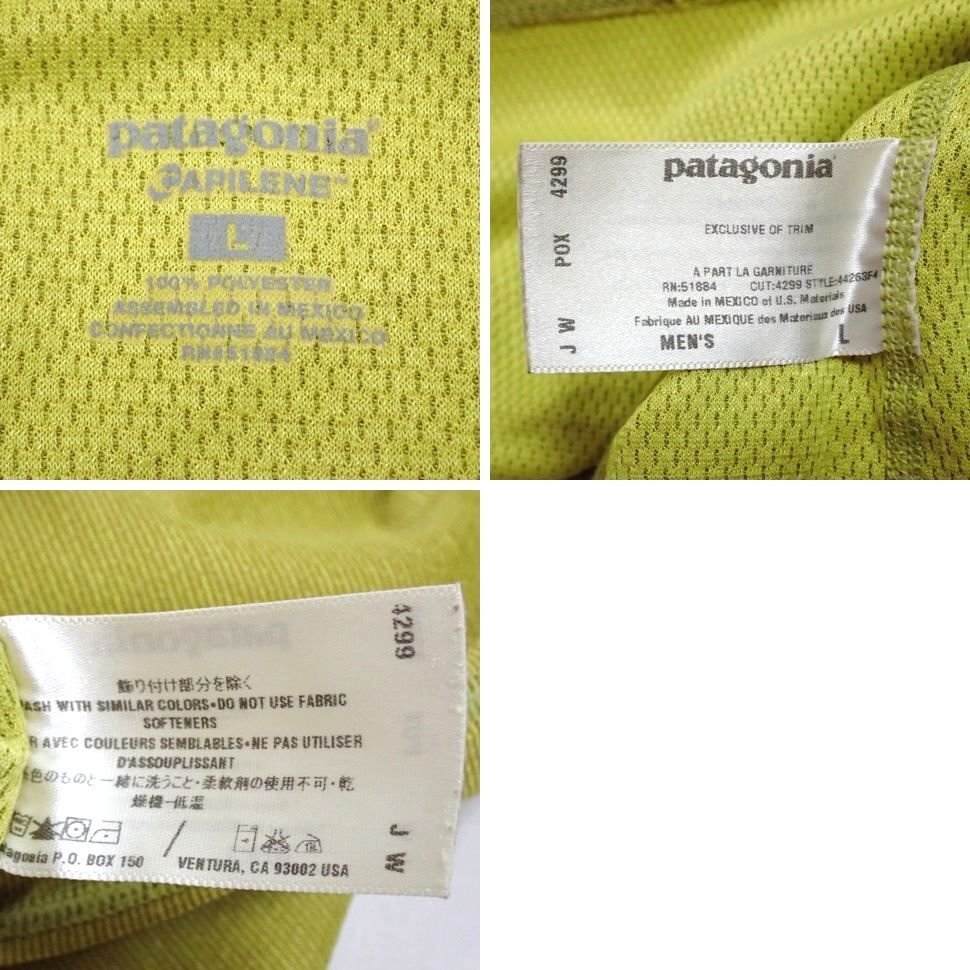 patagonia®
CAPILENE™
L
100% POLYESTER
ASSEMBLED IN MEXICO
CONFECTIONNE AU MEXICO
RN#51884
patagonia®
EXCLUSIVE OF TRIM
A PART LA GARNITURE
RN:51884 CUT:4299 STYLE:44263F4
Made in MEXICO of U.S. Materials
Fabrique AU MEXIQUE des Materiaux des USA
MEN'S L
J W POX 4299
飾り付け部分を除く
ASH WITH SIMILAR COLORS•DO NOT USE FABRIC
SOFTENERS
R AVEC COULEURS SEMBLABLES•NE PAS UTILISER
D'ASSOUPLISSANT
色のものと一緒に洗うこと・柔軟剤の使用不可・乾
燥機-低温
tagonia P.O. BOX 150 / VENTURA, CA 93002 USA
4299
J W